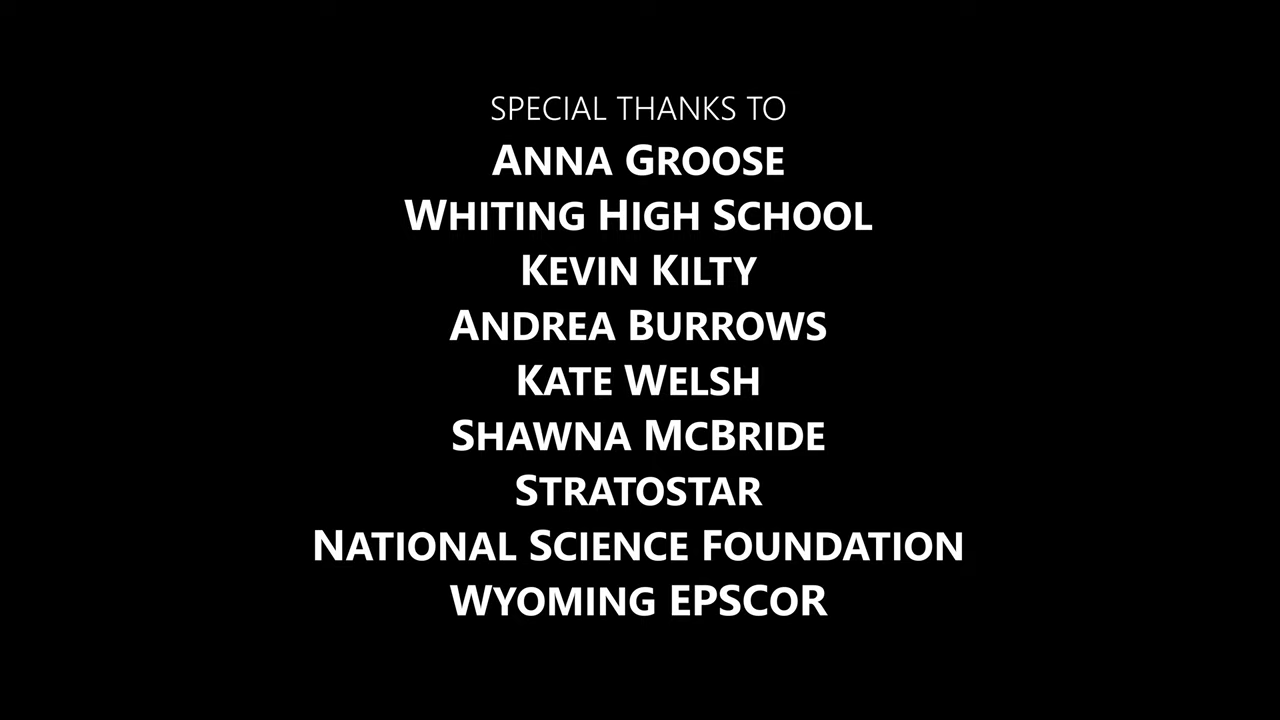 SPECIAL THANKS TO
ANNA GROOSE
WHITING HIGH SCHOOL
KEVIN KILTY
ANDREA BURROWS
KATE WELSH
SHAWNA MCBRIDE
STRATOSTAR
NATIONAL SCIENCE FOUNDATION
WYOMING EPSCOR